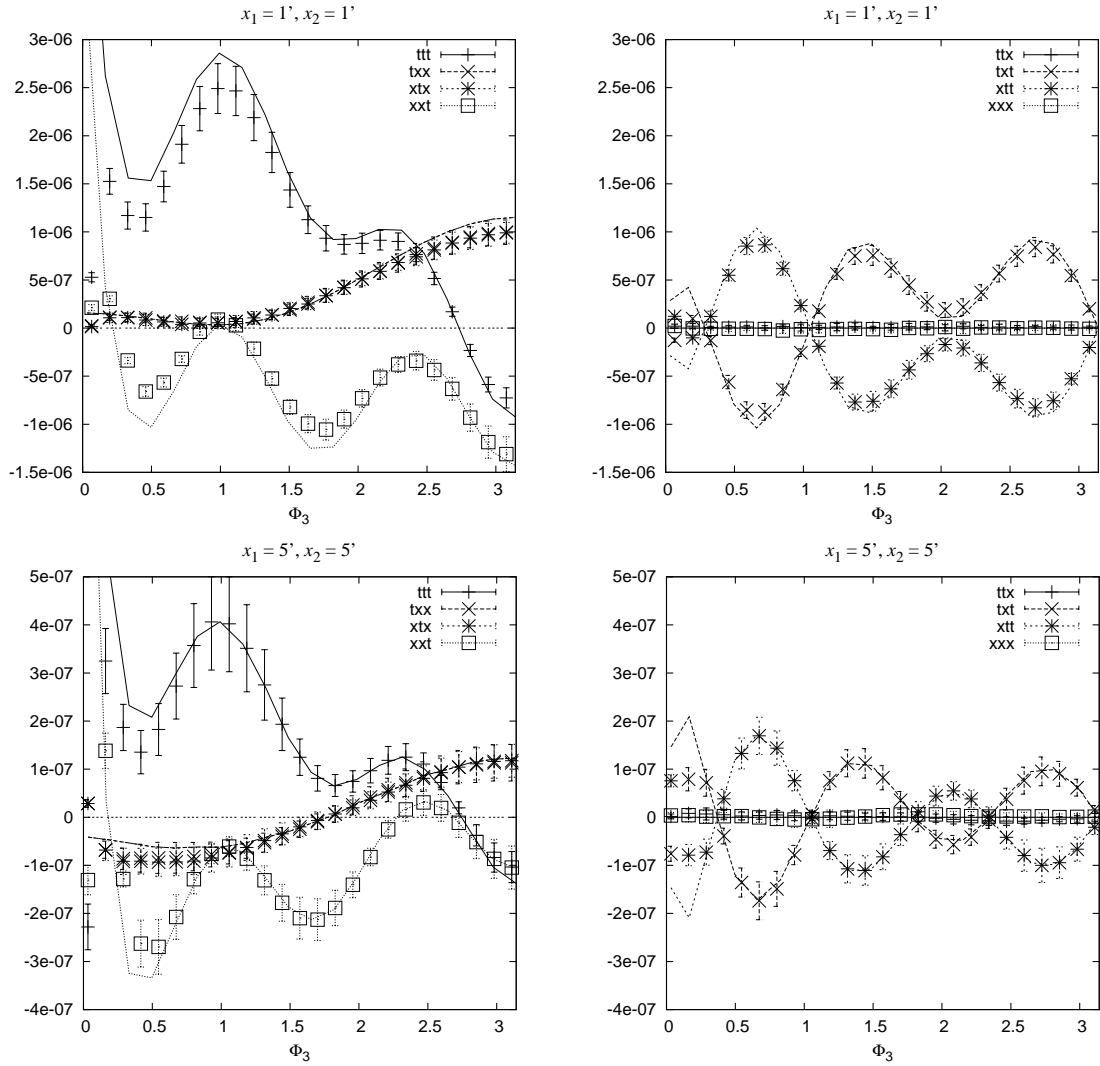 x₁ = 1’, x₂ = 1’
3e-06
2.5e-06
2e-06
1.5e-06
1e-06
5e-07
0
-5e-07
-1e-06
-1.5e-06
0 0.5 1 1.5 2 2.5 3
Φ₃
ttt
txx
xtx
xxt
x₁ = 1’, x₂ = 1’
3e-06
2.5e-06
2e-06
1.5e-06
1e-06
5e-07
0
-5e-07
-1e-06
-1.5e-06
0 0.5 1 1.5 2 2.5 3
Φ₃
ttx
txt
xtt
xxx
x₁ = 5’, x₂ = 5’
5e-07
4e-07
3e-07
2e-07
1e-07
0
-1e-07
-2e-07
-3e-07
-4e-07
0 0.5 1 1.5 2 2.5 3
Φ₃
ttt
txx
xtx
xxt
x₁ = 5’, x₂ = 5’
5e-07
4e-07
3e-07
2e-07
1e-07
0
-1e-07
-2e-07
-3e-07
-4e-07
0 0.5 1 1.5 2 2.5 3
Φ₃
ttx
txt
xtt
xxx